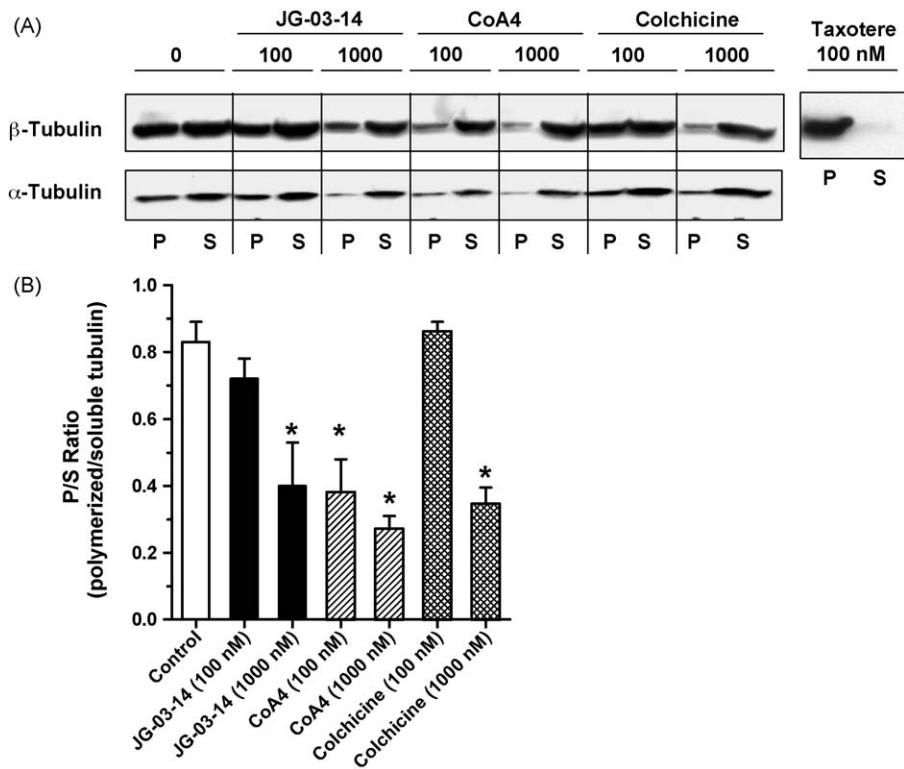 (A)
JG-03-14 CoA4 Colchicine
Taxotere
100 nM
0 100 1000 100 1000 100 1000
β-Tubulin
α-Tubulin
P S
P S P S P S P S P S P S P S
(B)
P/S Ratio
(polymerized/soluble tubulin)
1.0
0.8
0.6
0.4
0.2
0.0
* * * *
Control
JG-03-14 (100 nM)
JG-03-14 (1000 nM)
CoA4 (100 nM)
CoA4 (1000 nM)
Colchicine (100 nM)
Colchicine (1000 nM)